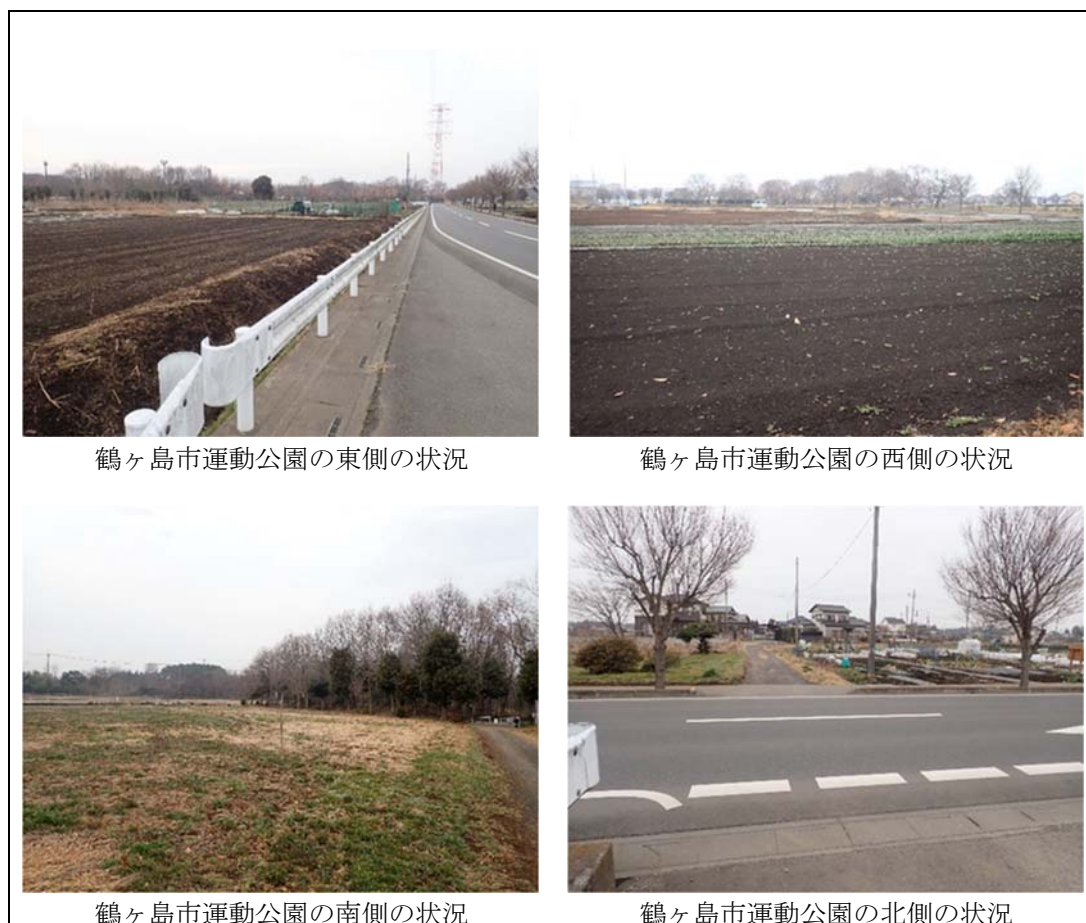 鶴ヶ島市運動公園の東側の状況
鶴ヶ島市運動公園の西側の状況
鶴ヶ島市運動公園の南側の状況
鶴ヶ島市運動公園の北側の状況